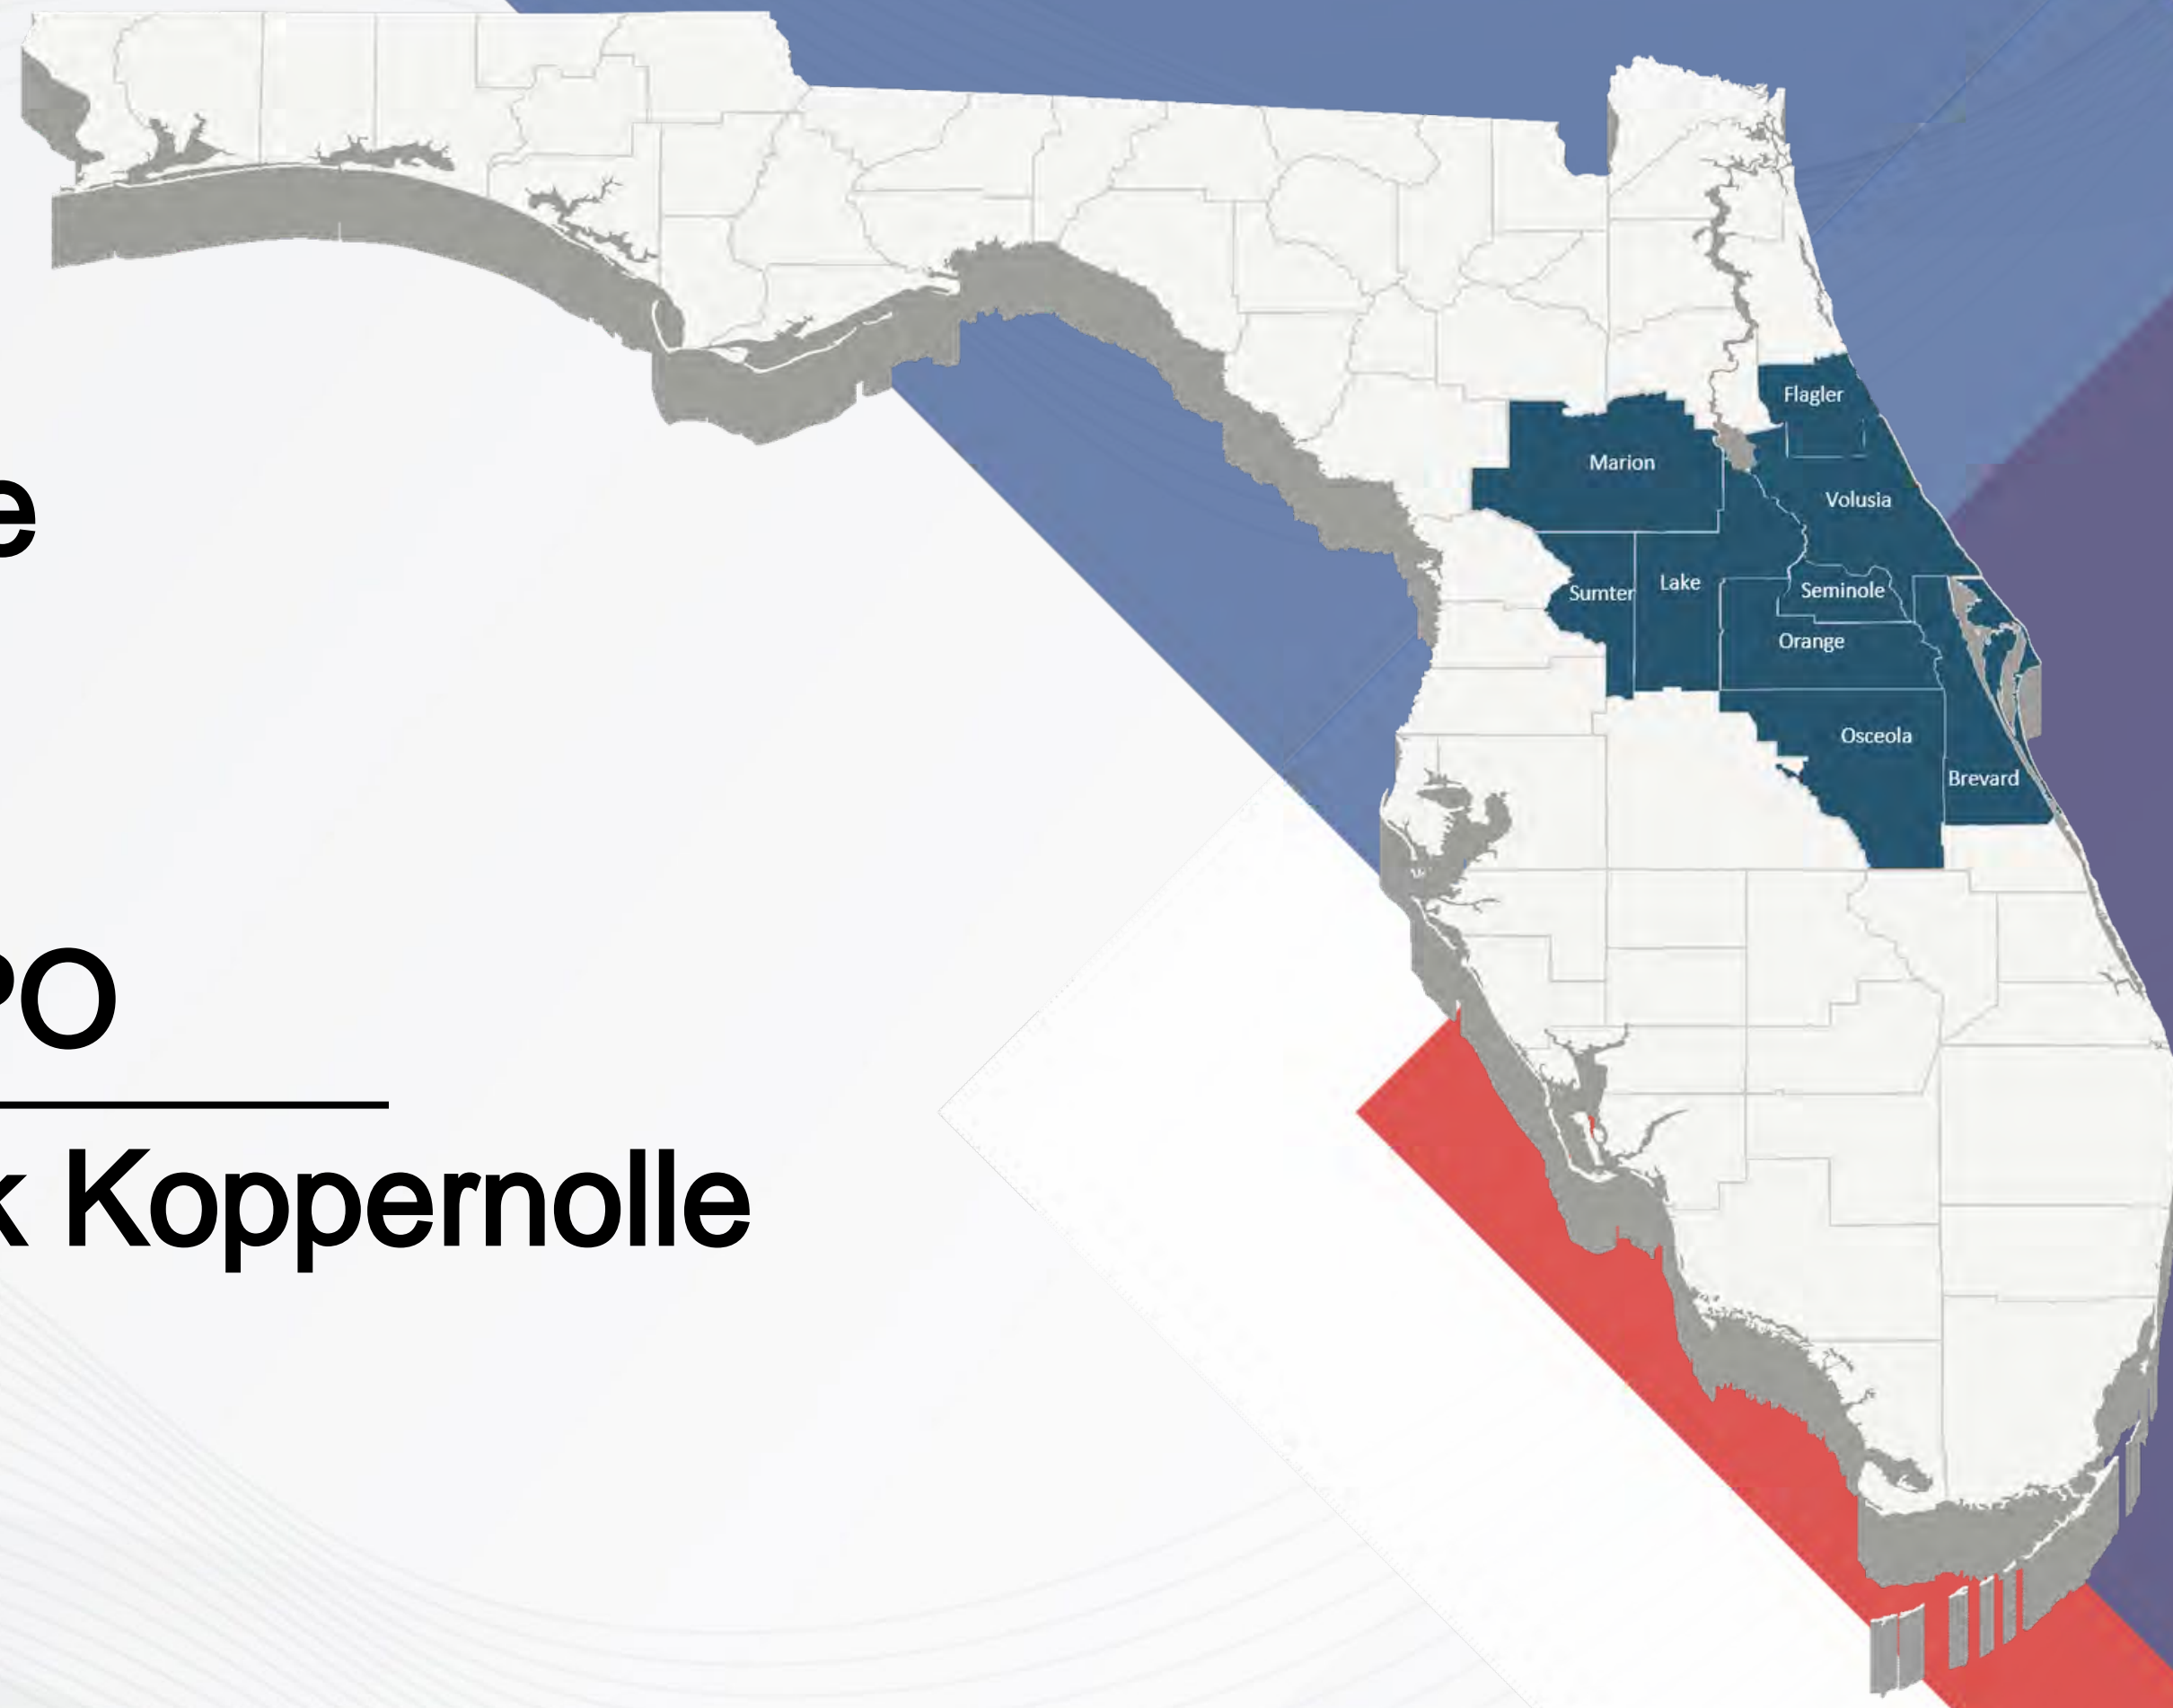 e
PO
k Koppernolle
Flagler
Marion
Volusia
Sumter
Lake
Seminole
Orange
Osceola
Brevard